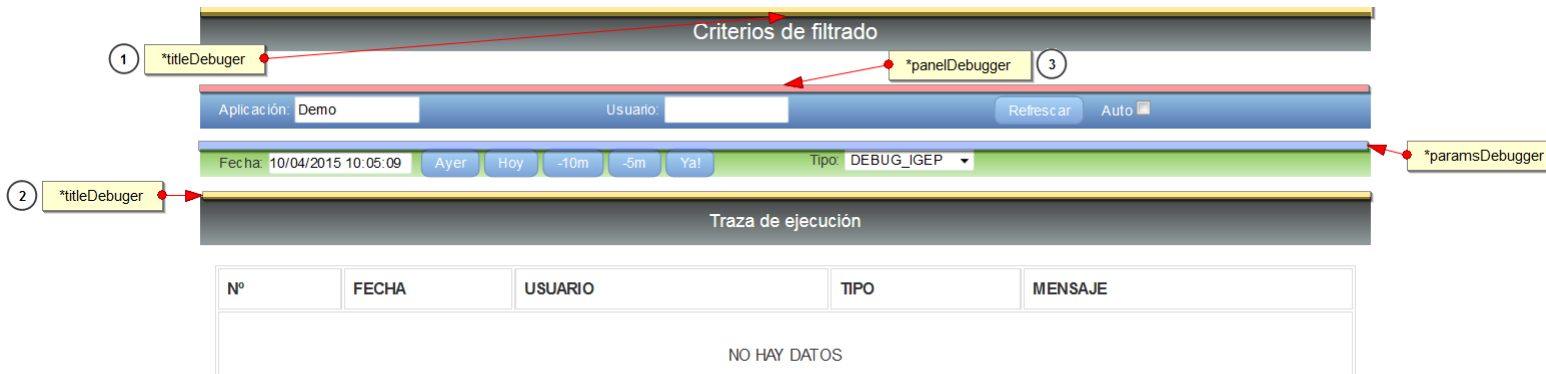 Criterios de filtrado
1 *titleDebuger
*panelDebugger 3
Aplicación: Demo Usuario: Refrescar Auto
Fecha: 10/04/2015 10:05:09 Ayer Hoy -10m -5m Ya! Tipo: DEBUG_IGEP *paramsDebugger
2 *titleDebuger
Traza de ejecución
Nº FECHA USUARIO TIPO MENSAJE
NO HAY DATOS